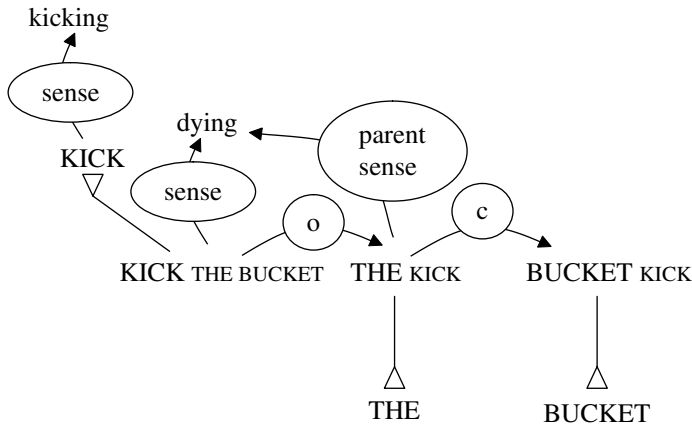 kicking
sense
KICK
dying
sense
parent
sense
o
c
KICK THE BUCKET
THE KICK
BUCKET KICK
THE
BUCKET